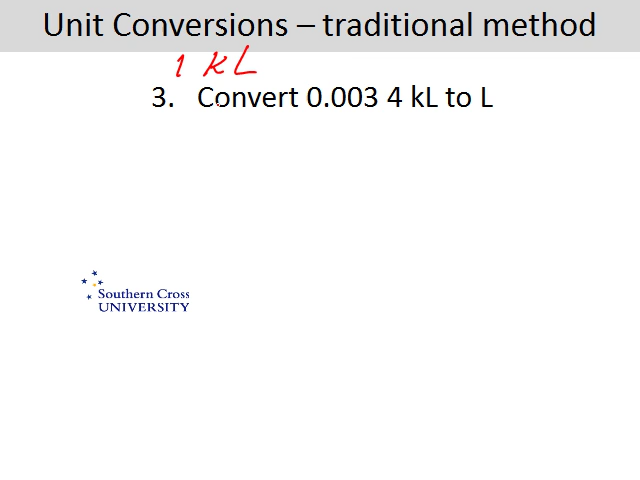 Unit Conversions – traditional method
1 kL
3. Convert 0.003 4 kL to L
Southern Cross
UNIVERSITY